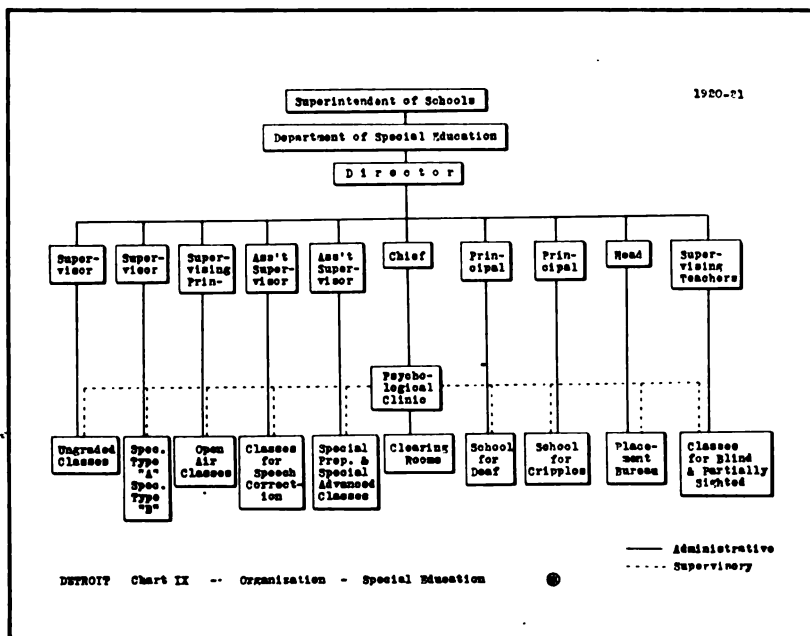 1920-21
Superintendent of Schools
Department of Special Education
Director
Super-
visor
Super-
visor
Super-
vising
Prin-
Ass't
Super-
visor
Ass't
Super-
visor
Chief
Prin-
cipal
Prin-
cipal
Head
Super-
vising
Teachers
Psycho-
logical
Clinic
Ungraded
Classes
Spec.
Type
"A"
Spec.
Type
"B"
Open
Air
Classes
Classes
for
Speech
Correct-
ion
Special
Prep. &
Special
Advanced
Classes
Clearing
Rooms
School
for
Deaf
School
for
Cripples
Place-
ment
Bureau
Classes
for Blind
& Partially
Sighted
Administrative
Supervisory
DETROIT Chart IX -- Organization - Special Education